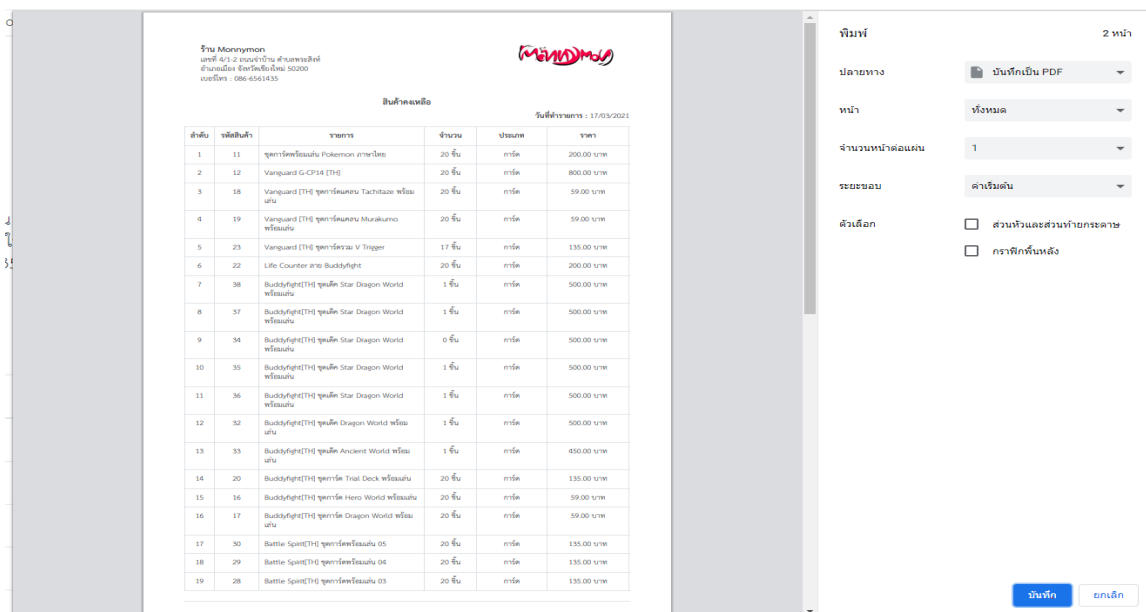 ร้าน Monnymon
เลขที่ 4/1-2 ถนนจ่าบ้าน ตำบลพระสิงห์
อำเภอเมือง จังหวัดเชียงใหม่ 50200
เบอร์โทร : 086-6561435
Monnymon
สินค้าคงเหลือ
วันที่ทำรายการ : 17/03/2021
ลำดับ รหัสสินค้า รายการ จำนวน ประเภท ราคา
1 11 ชุดการ์ดพร้อมเล่น Pokemon ภาษาไทย 20 ชิ้น การ์ด 200.00 บาท
2 12 Vanguard G-CP14 [TH] 20 ชิ้น การ์ด 800.00 บาท
3 18 Vanguard [TH] ชุดการ์ดแคลน Tachitaze พร้อม 20 ชิ้น การ์ด 59.00 บาท
เล่น
4 19 Vanguard [TH] ชุดการ์ดแคลน Murakumo 20 ชิ้น การ์ด 59.00 บาท
พร้อมเล่น
5 23 Vanguard [TH] ชุดการ์ดรวม V Trigger 17 ชิ้น การ์ด 135.00 บาท
6 22 Life Counter ลาย Buddyfight 20 ชิ้น การ์ด 200.00 บาท
7 38 Buddyfight[TH] ชุดเด็ค Star Dragon World 1 ชิ้น การ์ด 500.00 บาท
พร้อมเล่น
8 37 Buddyfight[TH] ชุดเด็ค Star Dragon World 1 ชิ้น การ์ด 500.00 บาท
พร้อมเล่น
9 34 Buddyfight[TH] ชุดเด็ค Star Dragon World 0 ชิ้น การ์ด 500.00 บาท
พร้อมเล่น
10 35 Buddyfight[TH] ชุดเด็ค Star Dragon World 1 ชิ้น การ์ด 500.00 บาท
พร้อมเล่น
11 36 Buddyfight[TH] ชุดเด็ค Star Dragon World 1 ชิ้น การ์ด 500.00 บาท
พร้อมเล่น
12 32 Buddyfight[TH] ชุดเด็ค Dragon World พร้อม 1 ชิ้น การ์ด 500.00 บาท
เล่น
13 33 Buddyfight[TH] ชุดเด็ค Ancient World พร้อม 1 ชิ้น การ์ด 450.00 บาท
เล่น
14 20 Buddyfight[TH] ชุดการ์ด Trial Deck พร้อมเล่น 20 ชิ้น การ์ด 135.00 บาท
15 16 Buddyfight[TH] ชุดการ์ด Hero World พร้อมเล่น 20 ชิ้น การ์ด 59.00 บาท
16 17 Buddyfight[TH] ชุดการ์ด Dragon World พร้อม 20 ชิ้น การ์ด 59.00 บาท
เล่น
17 30 Battle Spirit[TH] ชุดการ์ดพร้อมเล่น 05 20 ชิ้น การ์ด 135.00 บาท
18 29 Battle Spirit[TH] ชุดการ์ดพร้อมเล่น 04 20 ชิ้น การ์ด 135.00 บาท
19 28 Battle Spirit[TH] ชุดการ์ดพร้อมเล่น 03 20 ชิ้น การ์ด 135.00 บาท
พิมพ์ 2 หน้า
ปลายทาง บันทึกเป็น PDF
หน้า ทั้งหมด
จำนวนหน้าต่อแผ่น 1
ระยะขอบ ค่าเริ่มต้น
ตัวเลือก ส่วนหัวและส่วนท้ายกระดาษ
กราฟิกพื้นหลัง
บันทึก ยกเลิก